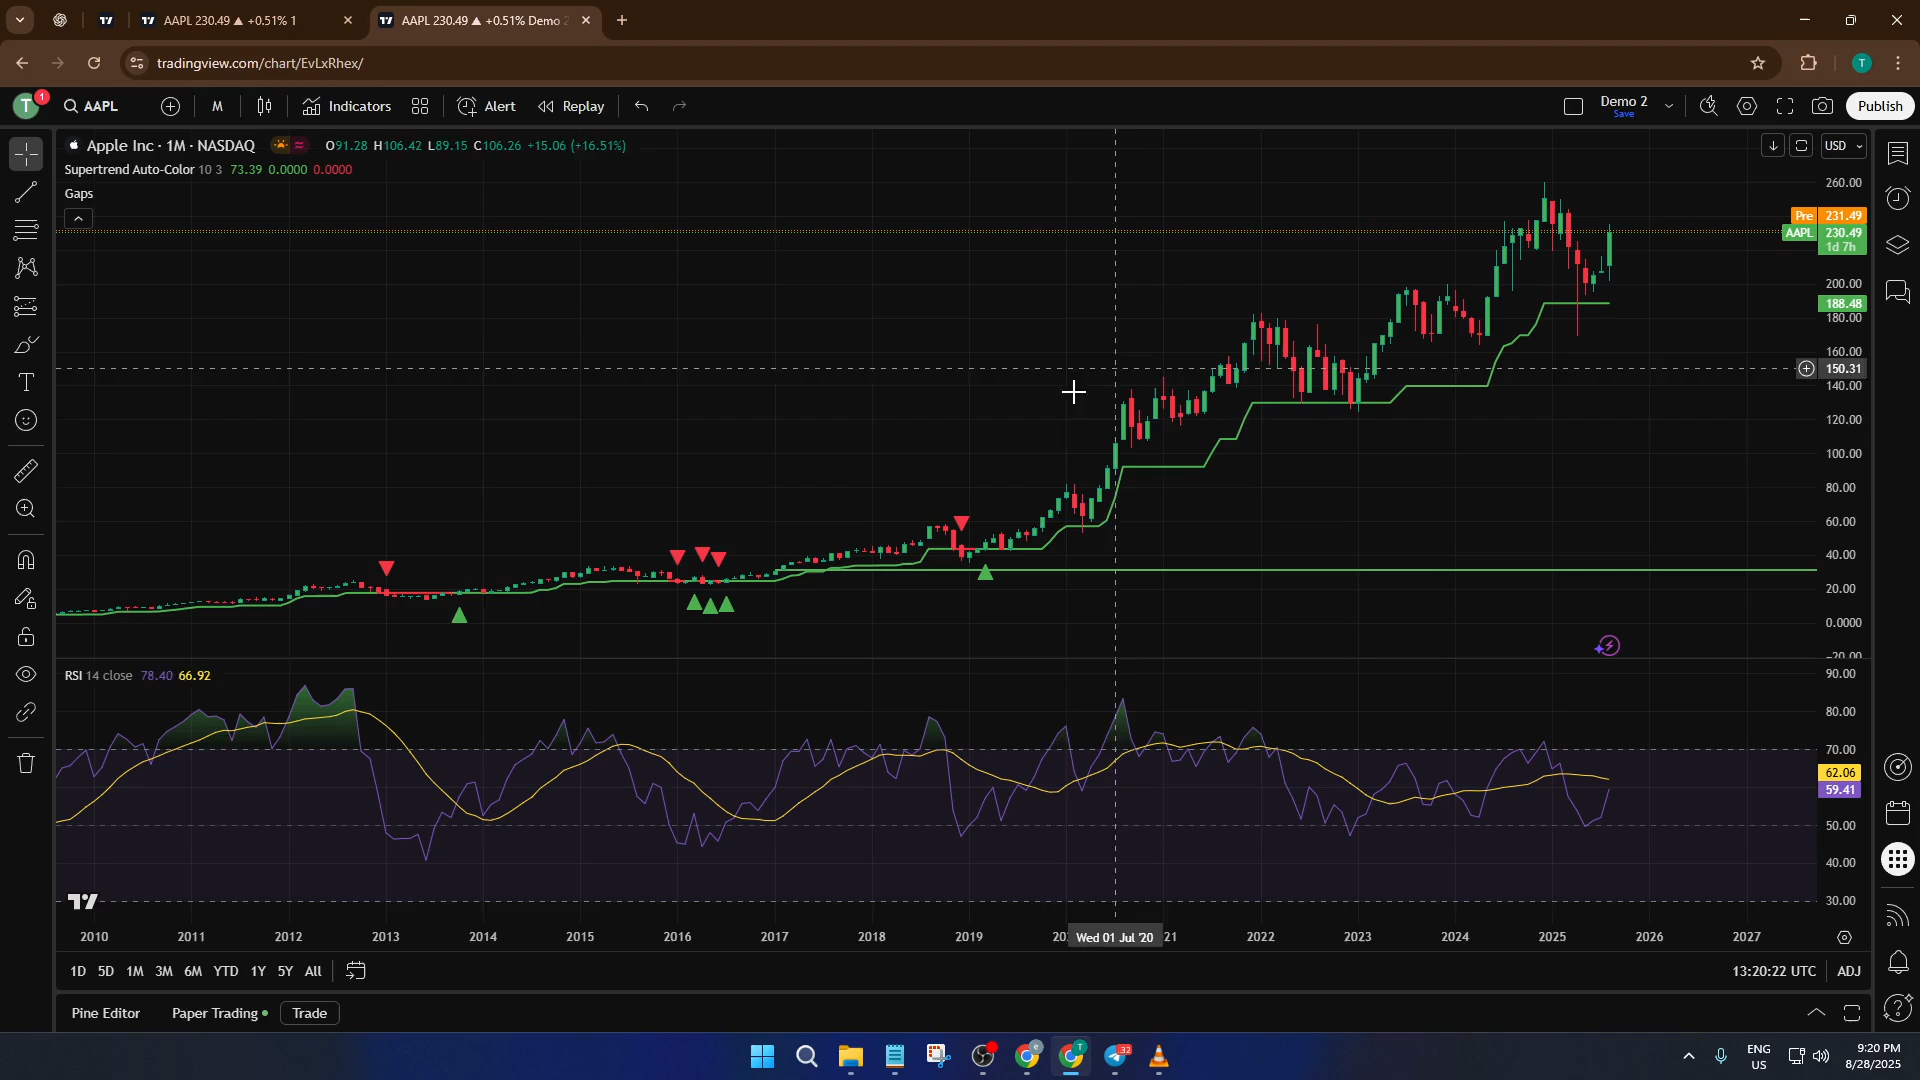 AAPL 230.49 ▲ +0.51% 1
AAPL 230.49 ▲ +0.51% Demo 2
tradingview.com/chart/EvLxRhex/
T
T
1
AAPL
M
Indicators
Alert
Replay
Demo 2
Save
Publish
Apple Inc · 1M · NASDAQ
O91.28 H106.42 L89.15 C106.26 +15.06 (+16.51%)
USD
Supertrend Auto-Color 10 3 73.39 0.0000 0.0000
Gaps
260.00
Pre 231.49
AAPL 230.49
1d 7h
200.00
188.48
180.00
160.00
150.31
140.00
120.00
100.00
80.00
60.00
40.00
20.00
0.0000
-20.00
RSI 14 close 78.40 66.92
90.00
80.00
70.00
62.06
59.41
50.00
40.00
30.00
2010 2011 2012 2013 2014 2015 2016 2017 2018 2019 Wed 01 Jul '20 2022 2023 2024 2025 2026 2027
1D 5D 1M 3M 6M YTD 1Y 5Y All
13:20:22 UTC ADJ
Pine Editor Paper Trading Trade
ENG
US
9:20 PM
8/28/2025
32